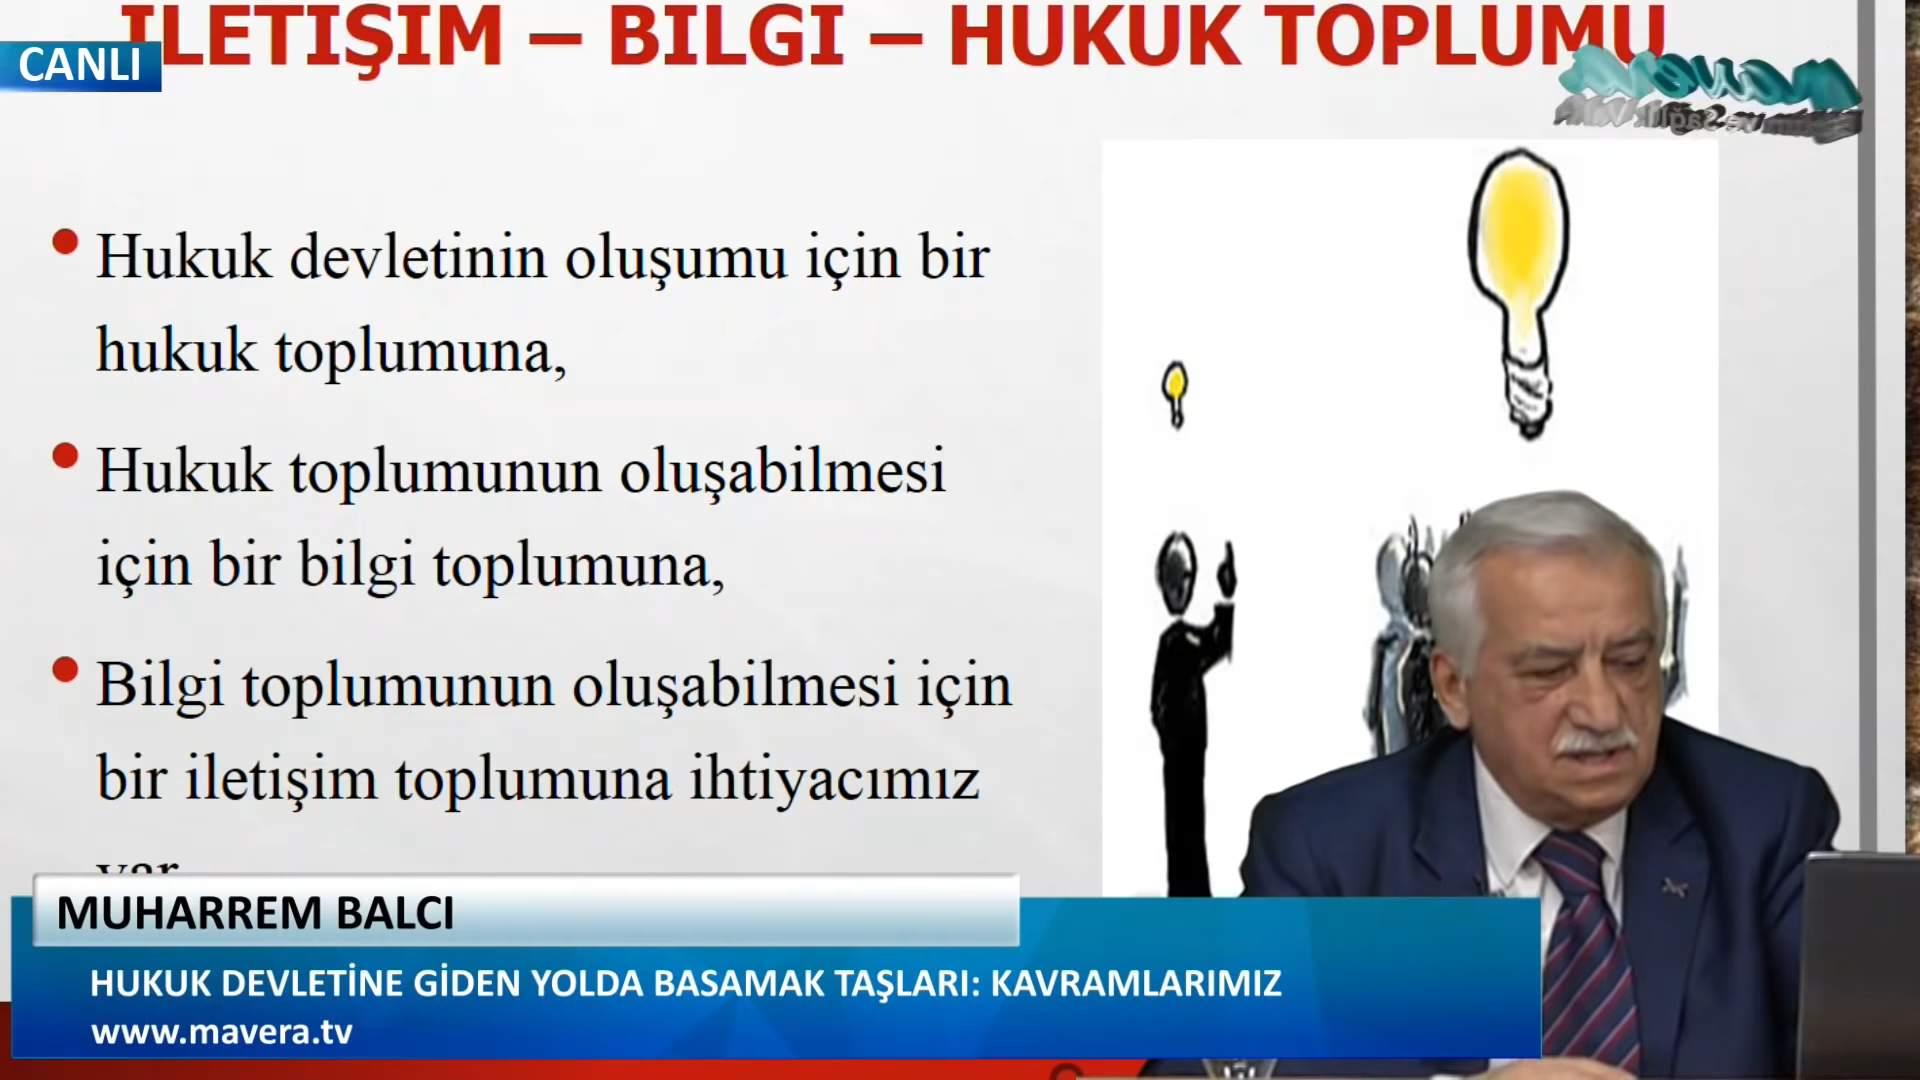 İLETİŞİM – BİLGİ – HUKUK TOPLUMU
CANLI
Hukuk devletinin oluşumu için bir
hukuk toplumuna,
Hukuk toplumunun oluşabilmesi
için bir bilgi toplumuna,
Bilgi toplumunun oluşabilmesi için
bir iletişim toplumuna ihtiyacımız
var
MUHARREM BALCI
HUKUK DEVLETİNE GİDEN YOLDA BASAMAK TAŞLARI: KAVRAMLARIMIZ
www.mavera.tv